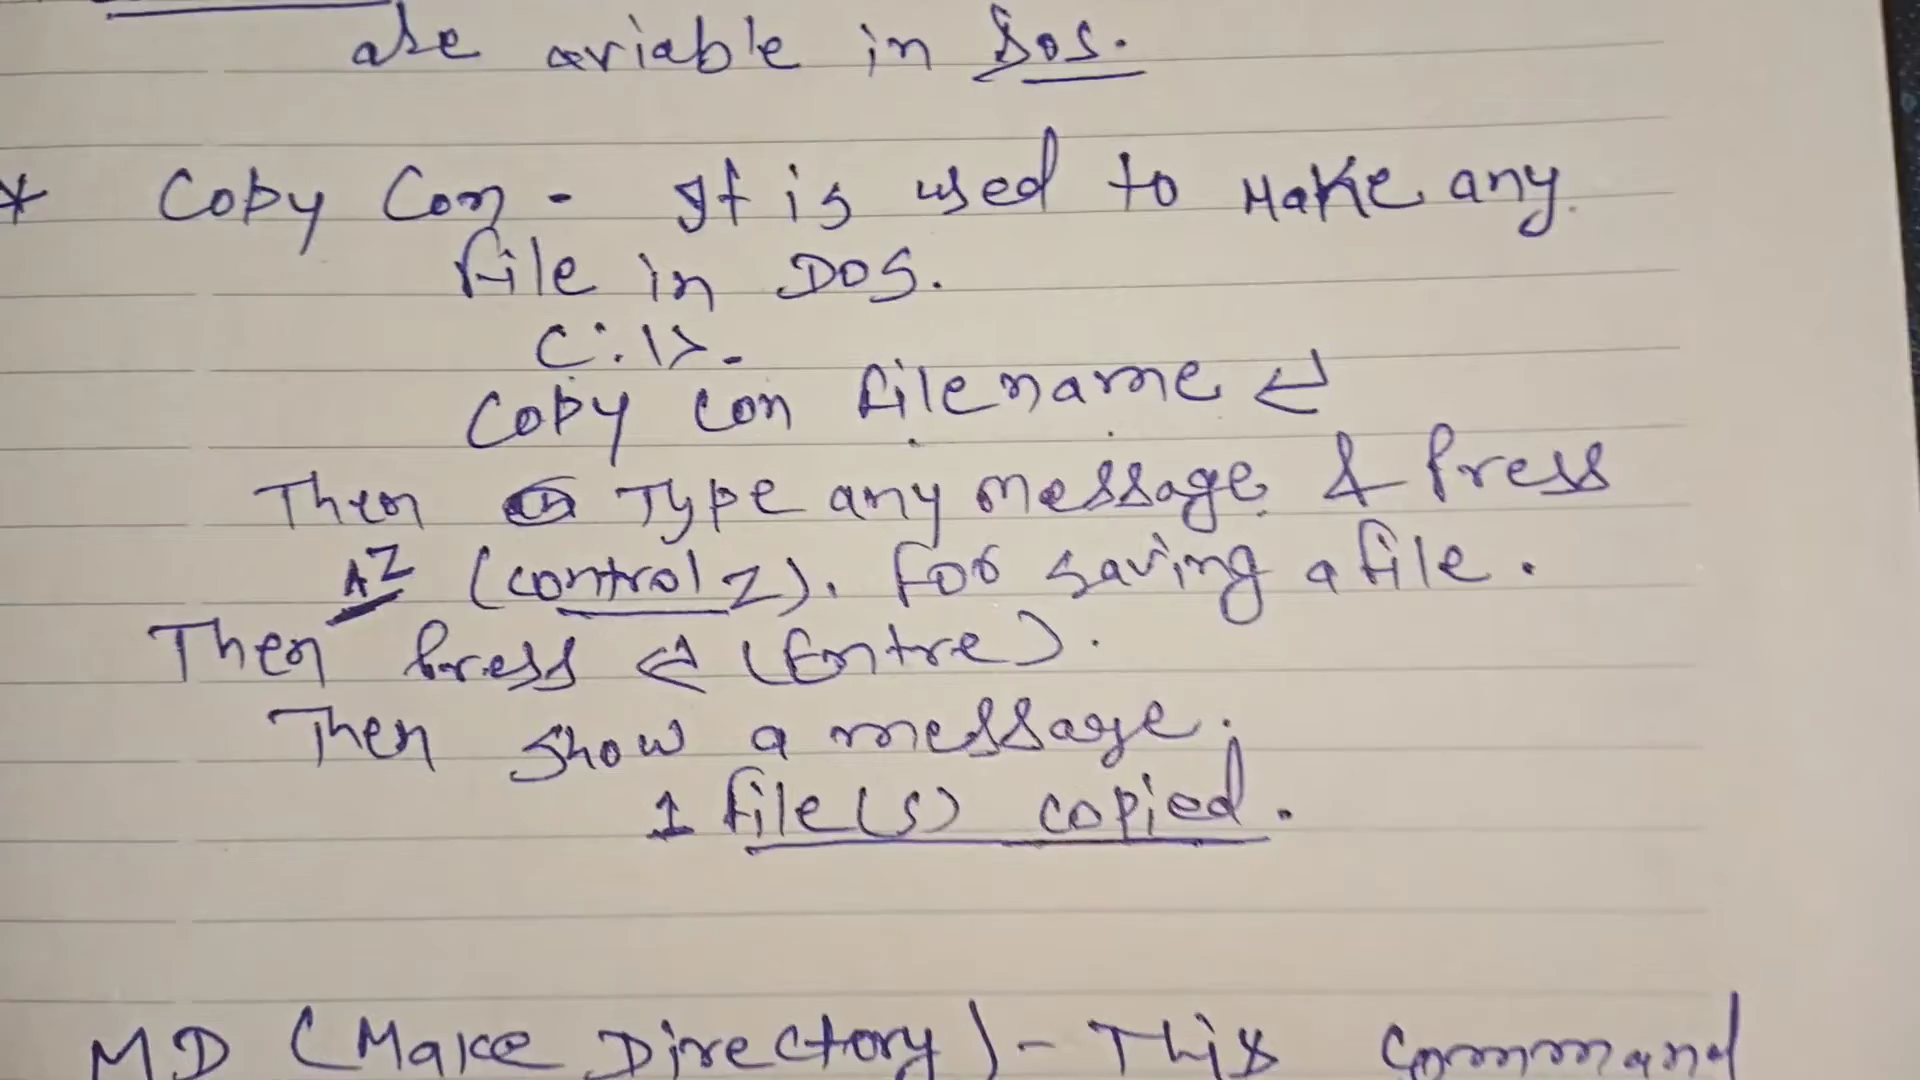 are avriable in Dos.
* Copy Con - It is used to Make any
file in DOS.
C:\>.
Copy con filename ↵
Then Type any message & Press
^Z (control z). For saving a file.
Then Press ↵ (Entre).
Then show a message.
1 file(s) copied.
MD (Make Directory) - This Command